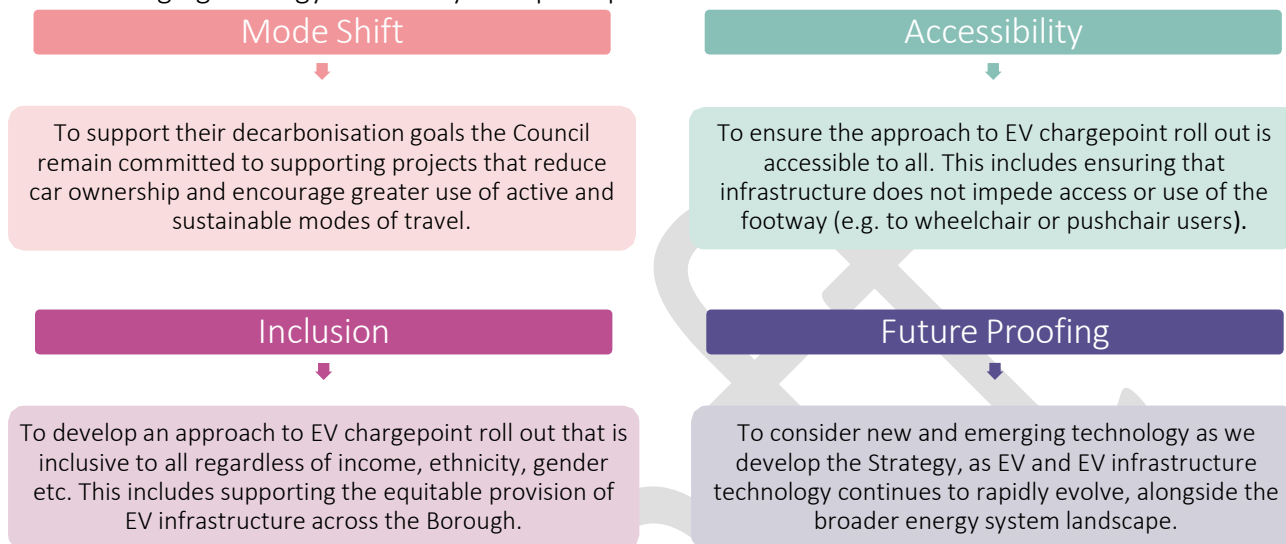 Mode Shift
To support their decarbonisation goals the Council
remain committed to supporting projects that reduce
car ownership and encourage greater use of active and
sustainable modes of travel.
Accessibility
To ensure the approach to EV chargepoint roll out is
accessible to all. This includes ensuring that
infrastructure does not impede access or use of the
footway (e.g. to wheelchair or pushchair users).
Inclusion
To develop an approach to EV chargepoint roll out that is
inclusive to all regardless of income, ethnicity, gender
etc. This includes supporting the equitable provision of
EV infrastructure across the Borough.
Future Proofing
To consider new and emerging technology as we
develop the Strategy, as EV and EV infrastructure
technology continues to rapidly evolve, alongside the
broader energy system landscape.